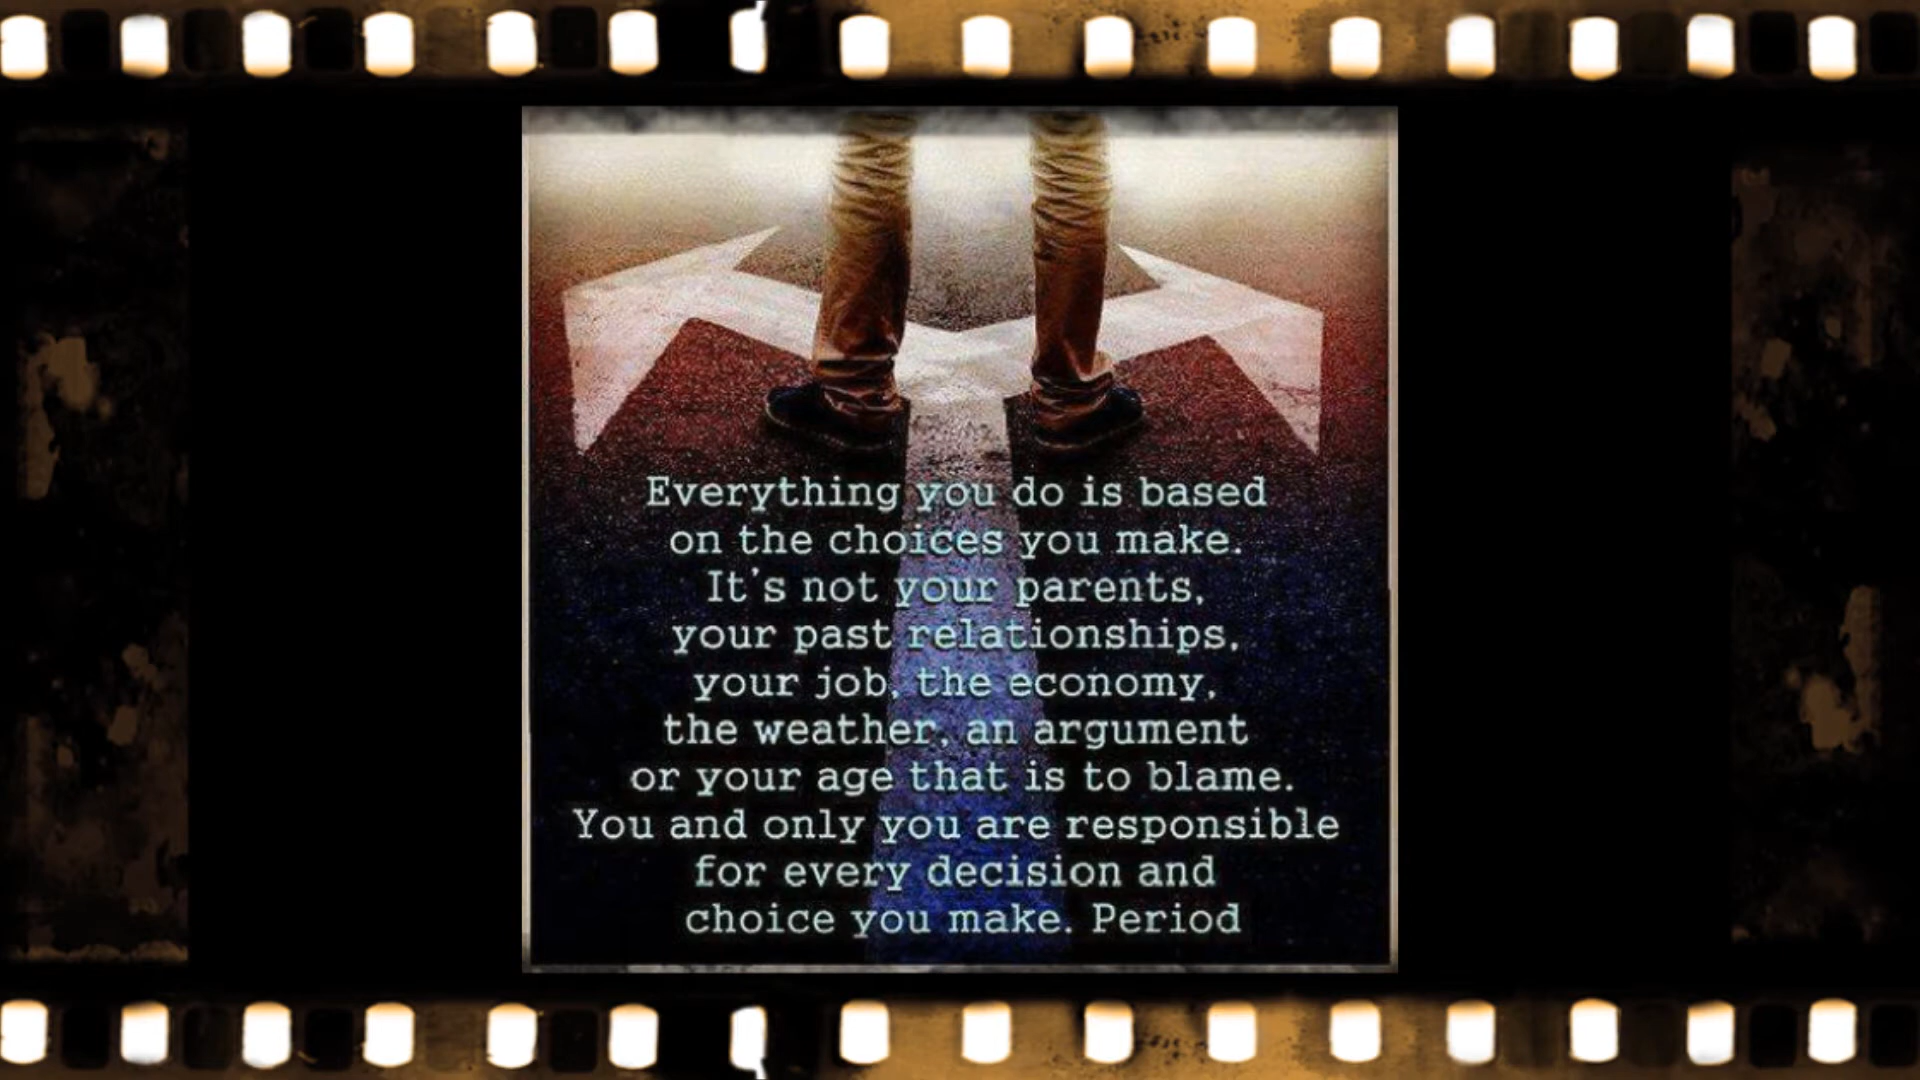 Everything you do is based
on the choices you make.
It's not your parents,
your past relationships,
your job, the economy,
the weather, an argument
or your age that is to blame.
You and only you are responsible
for every decision and
choice you make. Period